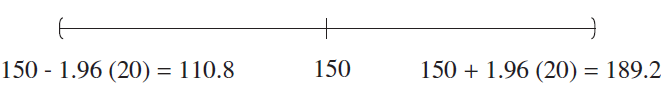 150 - 1.96 (20) = 110.8 150 150 + 1.96 (20) = 189.2